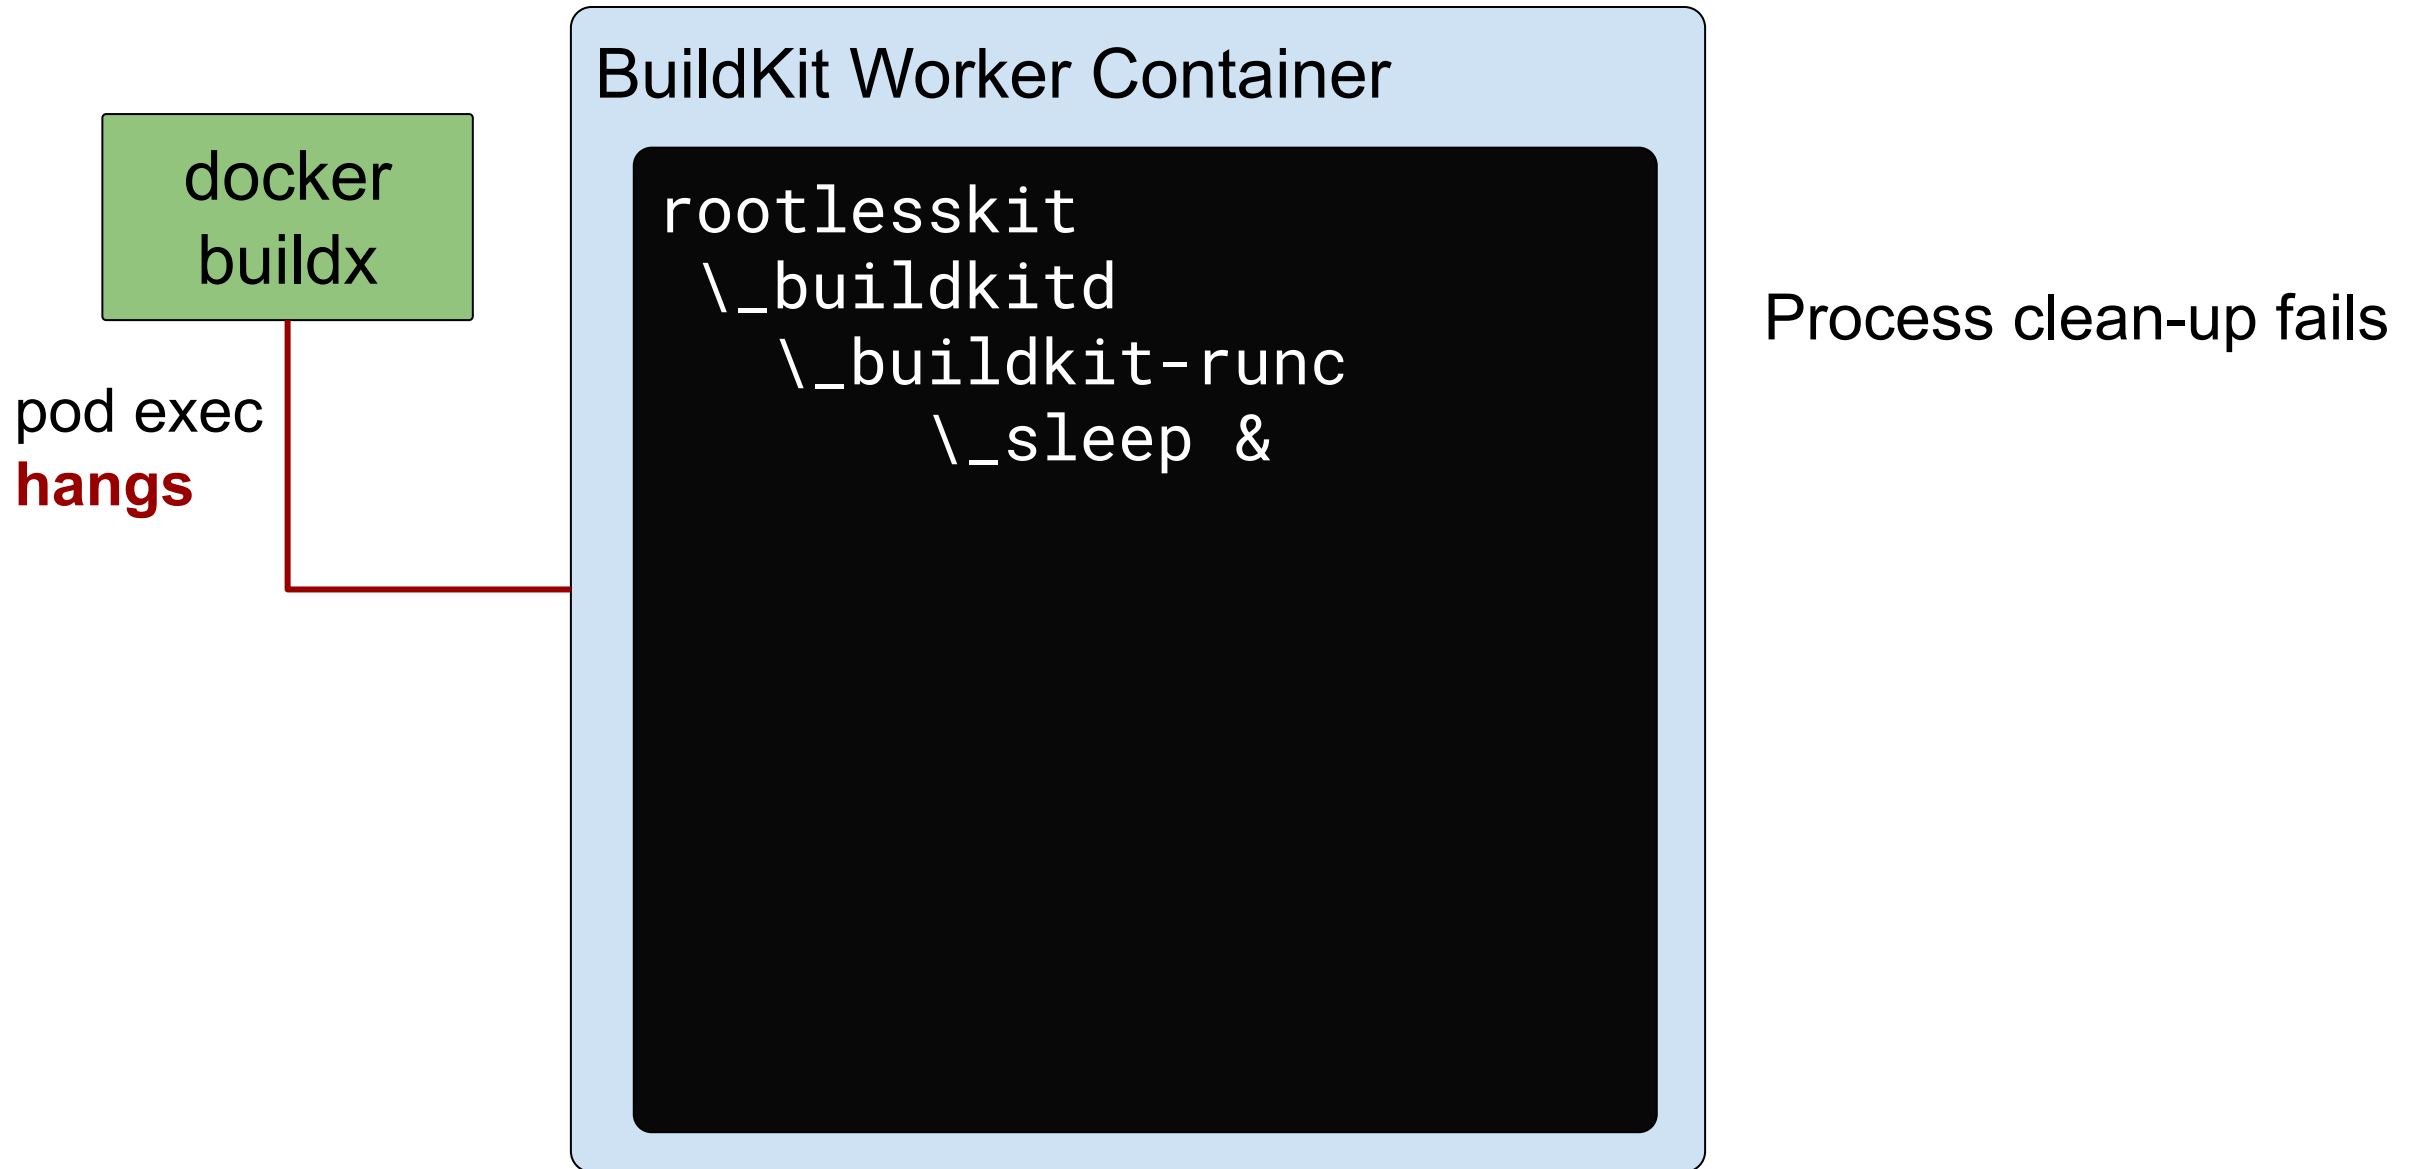 BuildKit Worker Container
docker
buildx
rootlesskit
\_buildkitd
\_buildkit-runc
\_sleep &
pod exec
hangs
Process clean-up fails